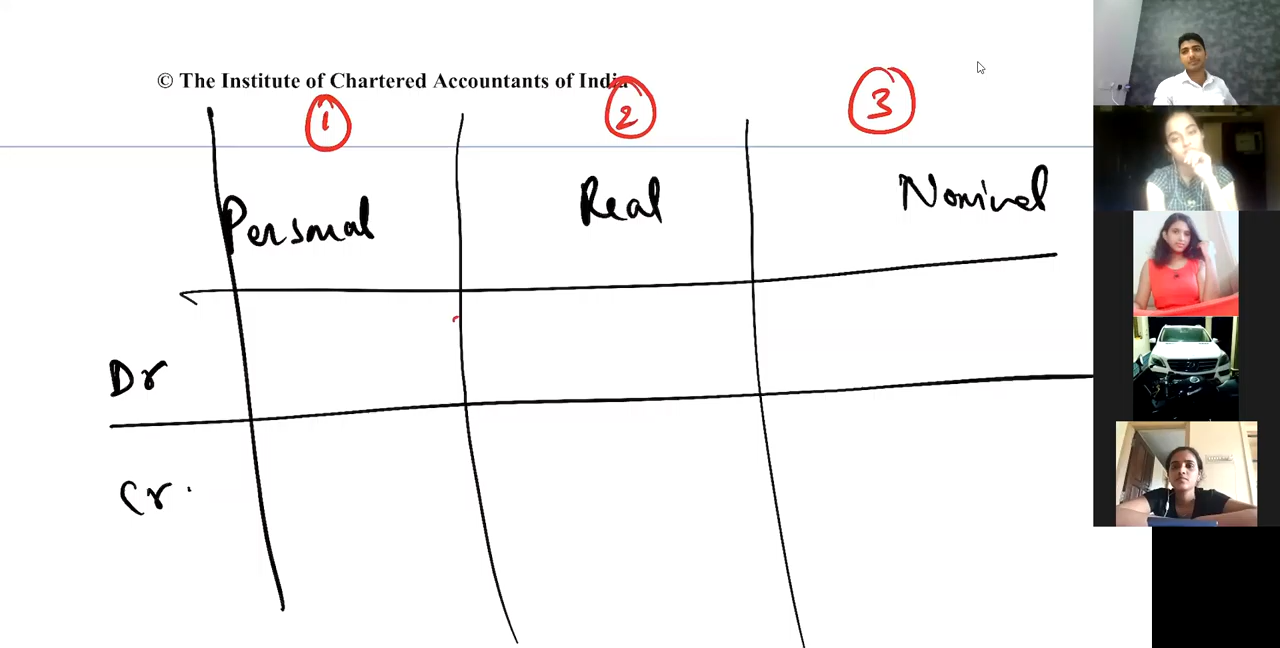 © The Institute of Chartered Accountants of India
1 2 3
Personal Real Nominal
Dr
Cr.